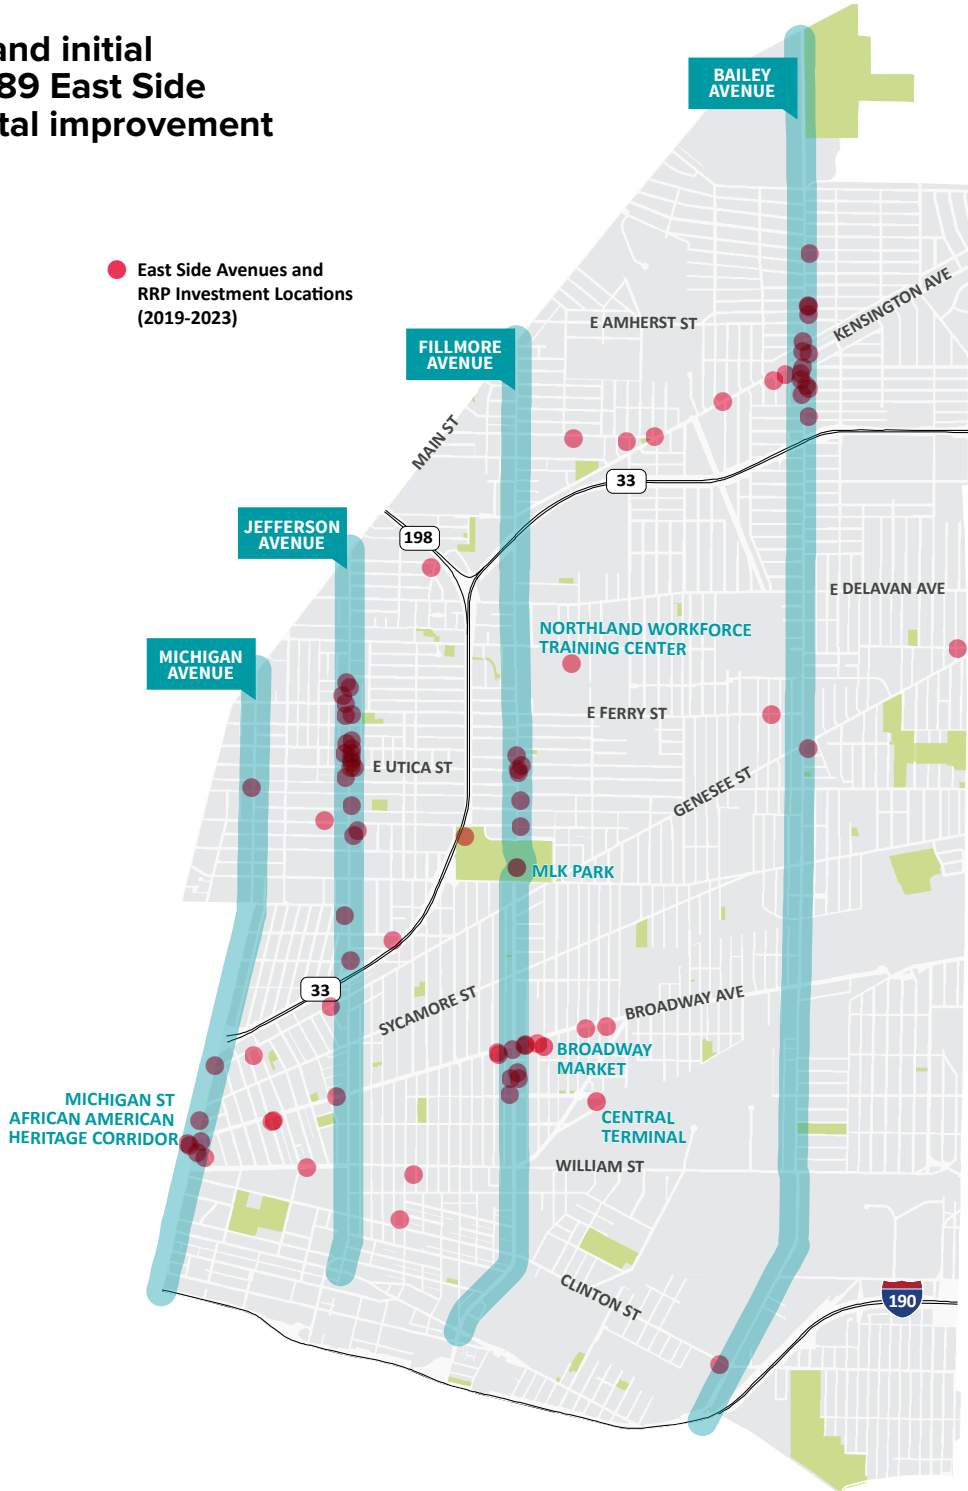 and initial
89 East Side
tal improvement
BAILEY
AVENUE
East Side Avenues and
RRP Investment Locations
(2019-2023)
KENSINGTON AVE
E AMHERST ST
FILLMORE
AVENUE
MAIN ST
33
JEFFERSON
AVENUE
198
E DELAVAN AVE
NORTHLAND WORKFORCE
TRAINING CENTER
MICHIGAN
AVENUE
E FERRY ST
E UTICA ST
GENESEE ST
MLK PARK
33
SYCAMORE ST
BROADWAY AVE
BROADWAY
MARKET
MICHIGAN ST
AFRICAN AMERICAN
HERITAGE CORRIDOR
CENTRAL
TERMINAL
WILLIAM ST
CLINTON ST
190